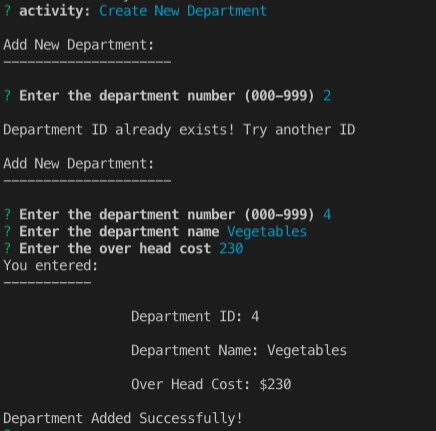 ? activity: Create New Department
Add New Department:
---------------------
? Enter the department number (000-999) 2
Department ID already exists! Try another ID
Add New Department:
---------------------
? Enter the department number (000-999) 4
? Enter the department name Vegetables
? Enter the over head cost 230
You entered:
-----------
Department ID: 4
Department Name: Vegetables
Over Head Cost: $230
Department Added Successfully!